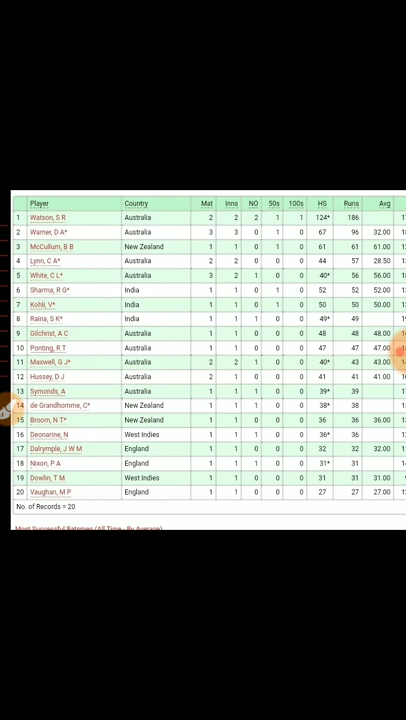 Player Country Mat Inns NO 50s 100s HS Runs Avg
1 Watson, S R Australia 2 2 2 1 1 124* 186
2 Warner, D A* Australia 3 3 0 1 0 67 96 32.00
3 McCullum, B B New Zealand 1 1 0 1 0 61 61 61.00
4 Lynn, C A* Australia 2 2 0 0 0 44 57 28.50
5 White, C L* Australia 3 2 1 0 0 40* 56 56.00
6 Sharma, R G* India 1 1 0 1 0 52 52 52.00
7 Kohli, V* India 1 1 0 1 0 50 50 50.00
8 Raina, S K* India 1 1 1 0 0 49* 49
9 Gilchrist, A C Australia 1 1 0 0 0 48 48 48.00
10 Ponting, R T Australia 1 1 0 0 0 47 47 47.00
11 Maxwell, G J* Australia 2 2 1 0 0 40* 43 43.00
12 Hussey, D J Australia 2 1 0 0 0 41 41 41.00
13 Symonds, A Australia 1 1 1 0 0 39* 39
14 de Grandhomme, C* New Zealand 1 1 1 0 0 38* 38
15 Broom, N T* New Zealand 1 1 0 0 0 36 36 36.00
16 Deonarine, N West Indies 1 1 1 0 0 36* 36
17 Dalrymple, J W M England 1 1 0 0 0 32 32 32.00
18 Nixon, P A England 1 1 1 0 0 31* 31
19 Dowlin, T M West Indies 1 1 0 0 0 31 31 31.00
20 Vaughan, M P England 1 1 0 0 0 27 27 27.00
No. of Records = 20
Most Successful Batsmen (All Time - By Average)